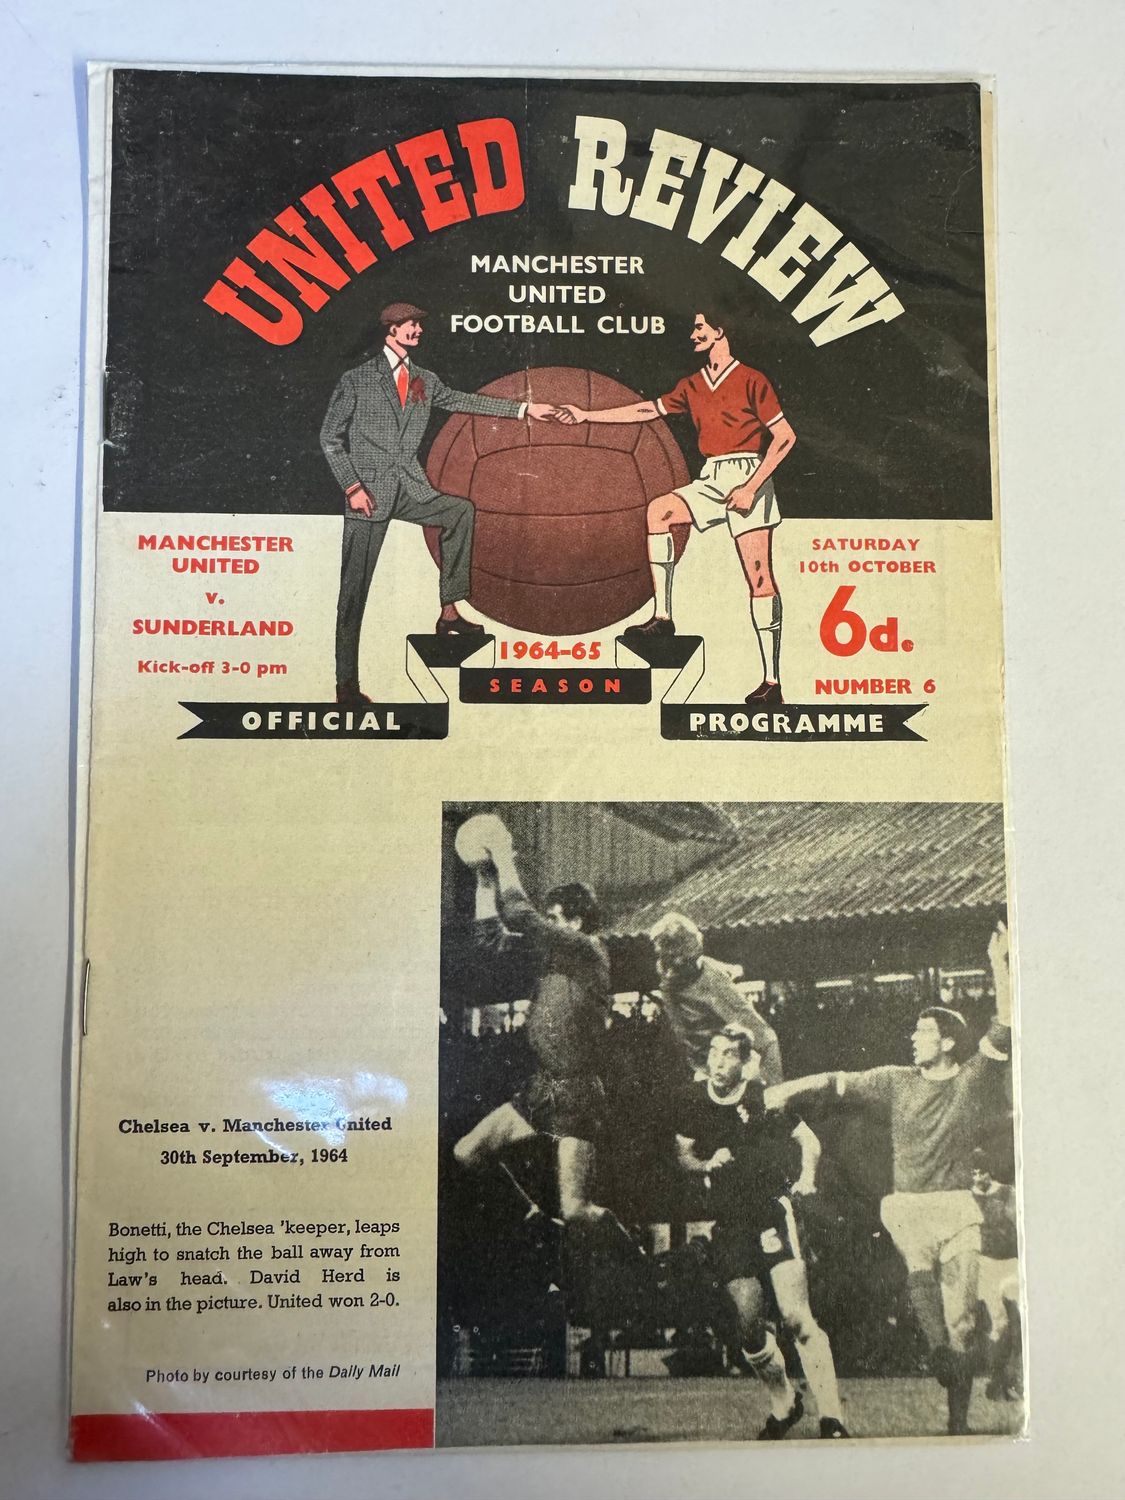 UNITED REVIEW
MANCHESTER
UNITED
FOOTBALL CLUB
MANCHESTER
UNITED
v.
SUNDERLAND
Kick-off 3-0 pm
SATURDAY
10th OCTOBER
6d.
NUMBER 6
1964-65
SEASON
OFFICIAL
PROGRAMME
Chelsea v. Manchester United
30th September, 1964
Bonetti, the Chelsea 'keeper, leaps
high to snatch the ball away from
Law's head. David Herd is
also in the picture. United won 2-0.
Photo by courtesy of the Daily Mail